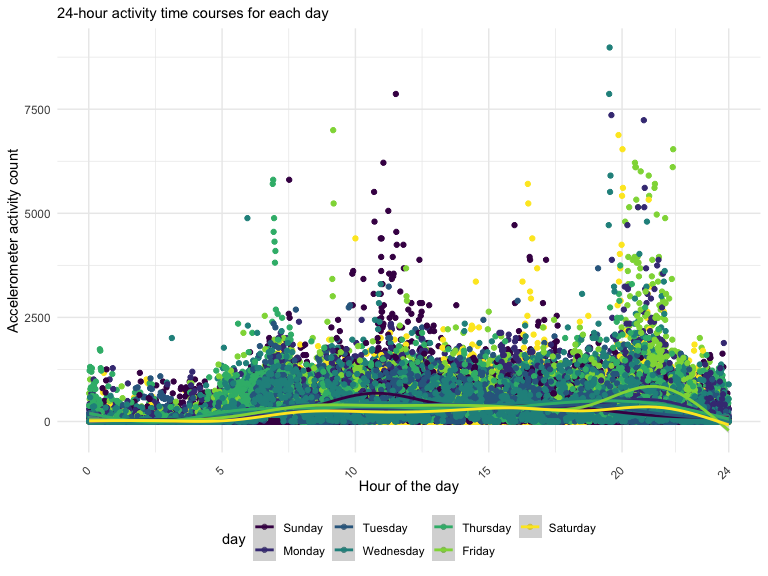 24-hour activity time courses for each day
Accelerometer activity count
7500
5000
2500
0
0 5 10 15 20 24
Hour of the day
day Sunday Tuesday Thursday Saturday
Monday Wednesday Friday